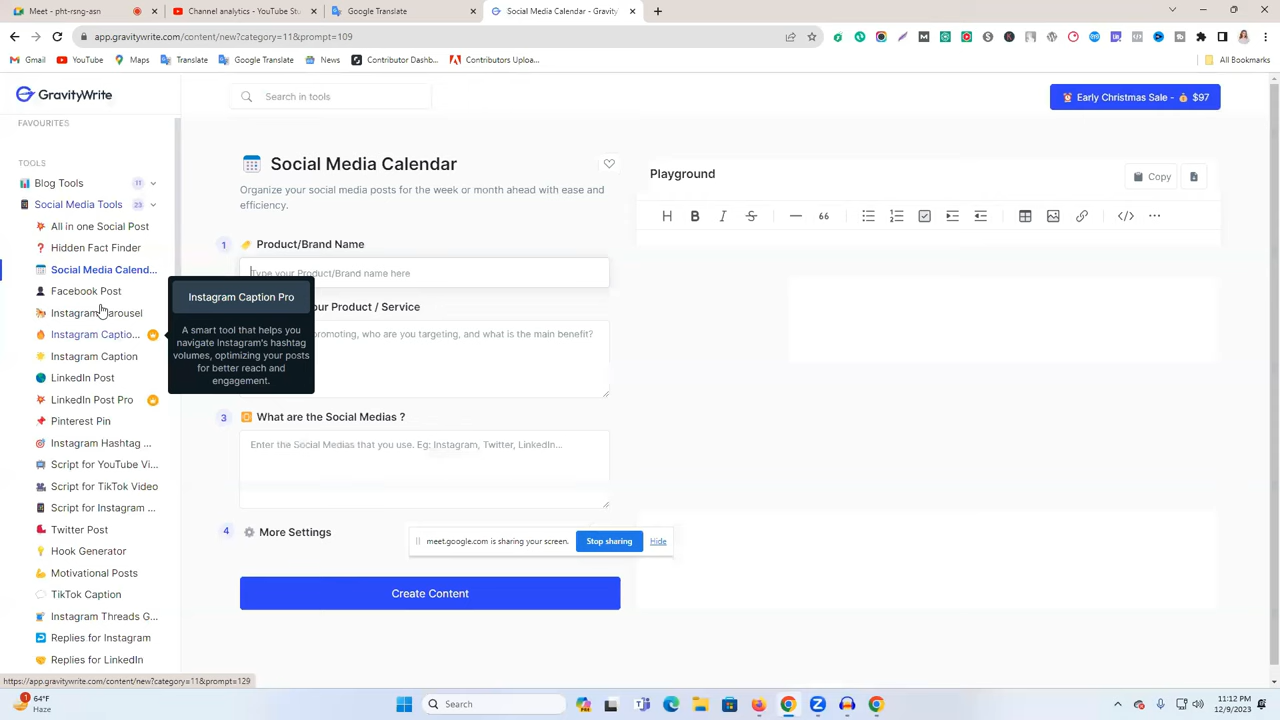 Meet - pht-rsng-asn
Channel analytics - YouTube Stu
Google Translate
Social Media Calendar - Gravity
app.gravitywrite.com/content/new?category=11&prompt=109
Gmail YouTube Maps Translate Google Translate News Contributor Dashb... Contributors Uploa... All Bookmarks
GravityWrite
Search in tools
Early Christmas Sale - $97
FAVOURITES
TOOLS
Blog Tools 11
Social Media Tools 23
All in one Social Post
Hidden Fact Finder
Social Media Calend...
Facebook Post
Instagram Carousel
Instagram Captio...
Instagram Caption
LinkedIn Post
LinkedIn Post Pro
Pinterest Pin
Instagram Hashtag ...
Script for YouTube Vi...
Script for TikTok Video
Script for Instagram ...
Twitter Post
Hook Generator
Motivational Posts
TikTok Caption
Instagram Threads G...
Replies for Instagram
Replies for LinkedIn
Instagram Caption Pro
A smart tool that helps you
navigate Instagram's hashtag
volumes, optimizing your posts
for better reach and
engagement.
Social Media Calendar
Organize your social media posts for the week or month ahead with ease and
efficiency.
1 Product/Brand Name
Type your Product/Brand name here
our Product / Service
promoting, who are you targeting, and what is the main benefit?
3 What are the Social Medias ?
Enter the Social Medias that you use. Eg: Instagram, Twitter, LinkedIn...
4 More Settings
meet.google.com is sharing your screen. Stop sharing Hide
Create Content
Playground
Copy
H B I S 66
https://app.gravitywrite.com/content/new?category=11&prompt=129
64°F
Haze
Search
11:12 PM
12/9/2023